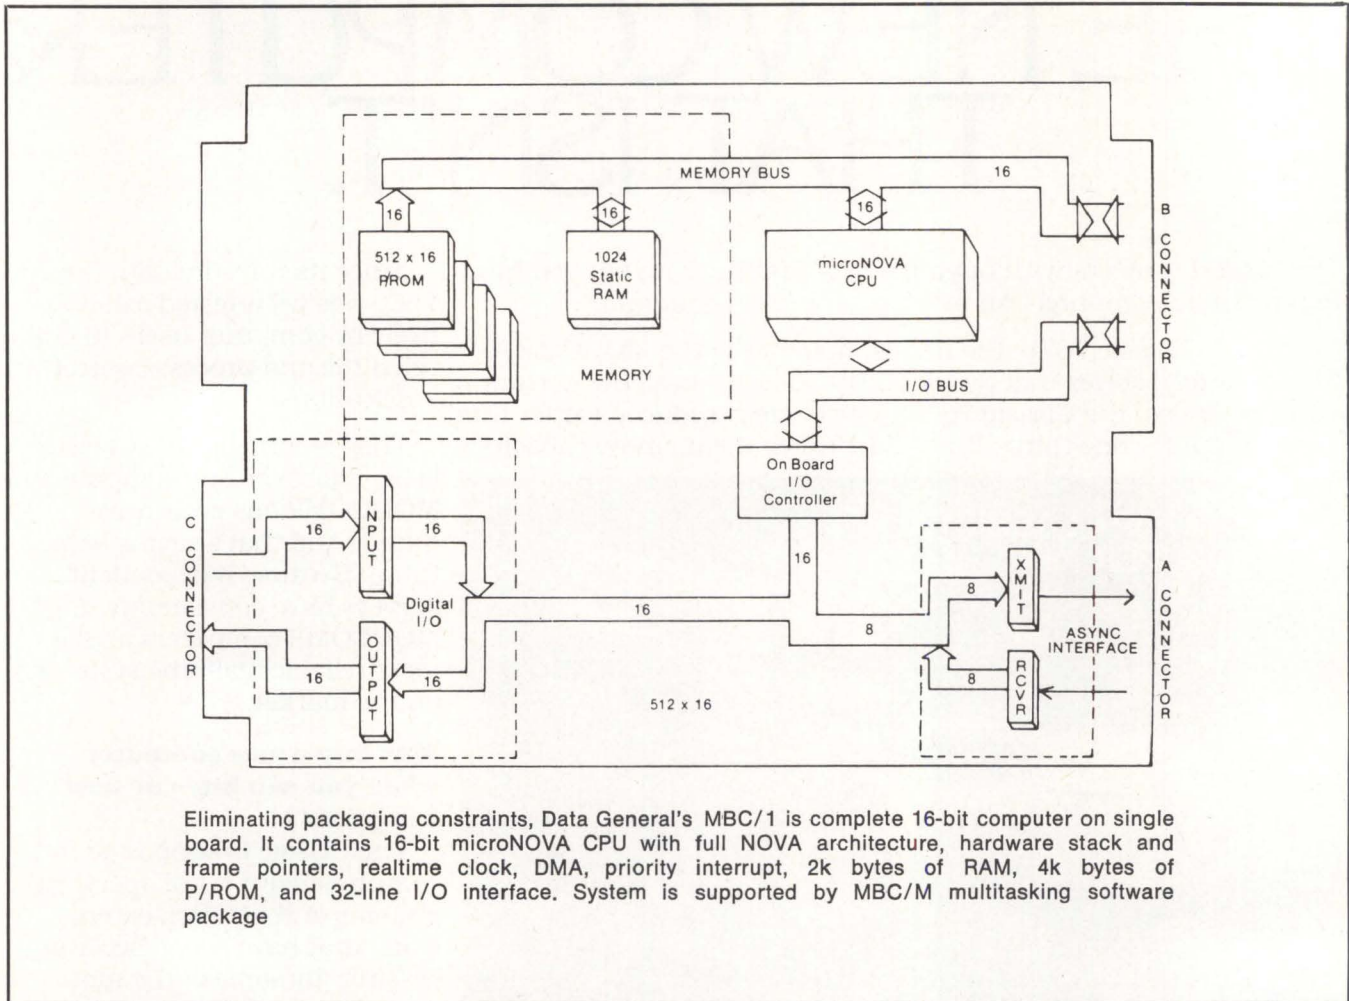 MEMORY BUS
16
16
16
16
512 x 16
PROM
1024
Static
RAM
microNOVA
CPU
B CONNECTOR
MEMORY
I/O BUS
On Board
I/O
Controller
C CONNECTOR
16
INPUT
16
Digital
I/O
16
OUTPUT
16
16
16
8
8
XMIT
8
RCVR
ASYNC
INTERFACE
A CONNECTOR
512 x 16
Eliminating packaging constraints, Data General's MBC/1 is complete 16-bit computer on single
board. It contains 16-bit microNOVA CPU with full NOVA architecture, hardware stack and
frame pointers, realtime clock, DMA, priority interrupt, 2k bytes of RAM, 4k bytes of
P/ROM, and 32-line I/O interface. System is supported by MBC/M multitasking software
package